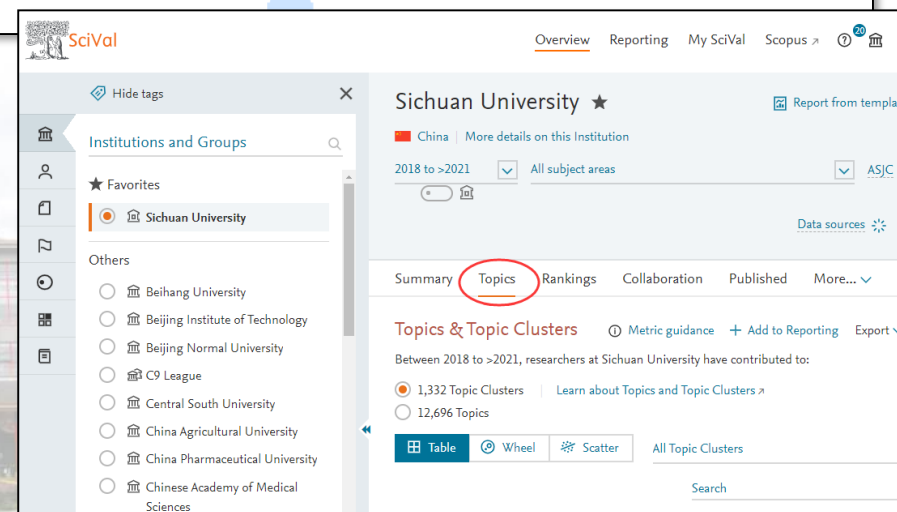 SciVal
Overview Reporting My SciVal Scopus ↗ 20
Hide tags
Institutions and Groups
Favorites
Sichuan University
Others
Beihang University
Beijing Institute of Technology
Beijing Normal University
C9 League
Central South University
China Agricultural University
China Pharmaceutical University
Chinese Academy of Medical
Sciences
Sichuan University ★
Report from templa
China | More details on this Institution
2018 to >2021 All subject areas ASJC
Data sources
Summary Topics Rankings Collaboration Published More...
Topics & Topic Clusters Metric guidance + Add to Reporting Export
Between 2018 to >2021, researchers at Sichuan University have contributed to:
1,332 Topic Clusters | Learn about Topics and Topic Clusters ↗
12,696 Topics
Table Wheel Scatter All Topic Clusters
Search